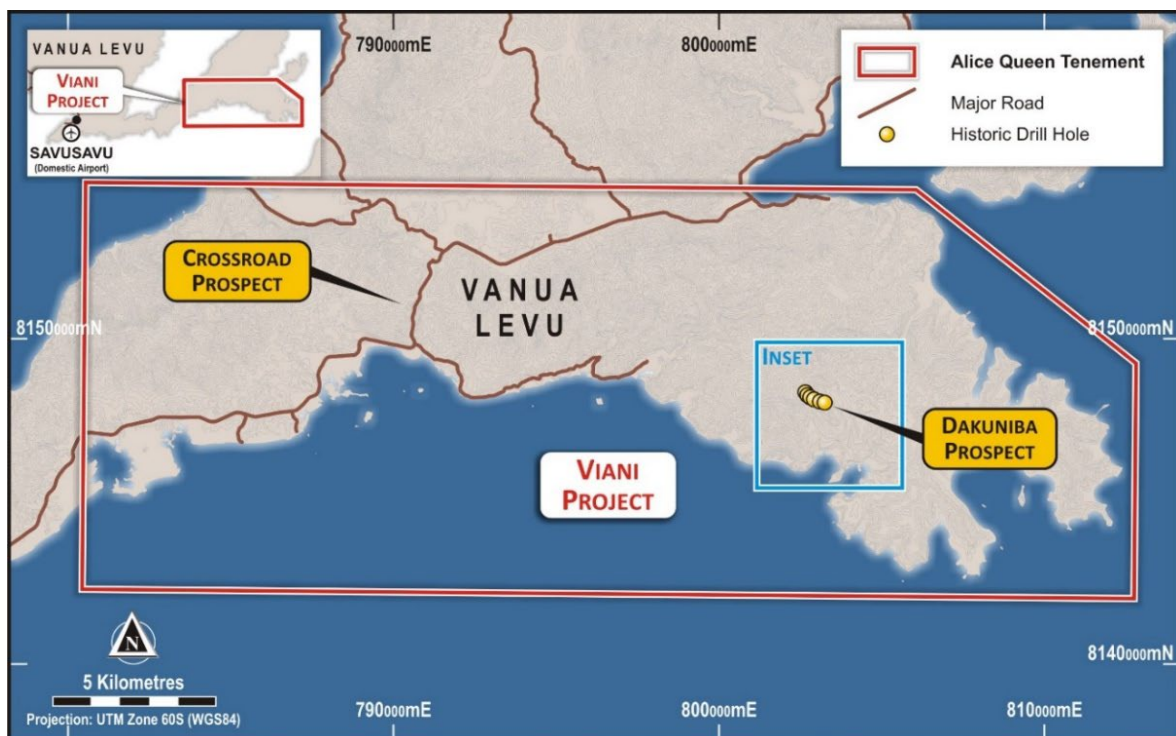 VANUA LEVU
VIANI
PROJECT
SAVUSAVU
(Domestic Airport)
790000mE
800000mE
Alice Queen Tenement
Major Road
Historic Drill Hole
CROSSROAD
PROSPECT
VANUA
LEVU
8150000mN
8150000mN
INSET
DAKUNIBA
PROSPECT
VIANI
PROJECT
N
5 Kilometres
Projection: UTM Zone 60S (WGS84)
8140000mN
790000mE
800000mE
810000mE